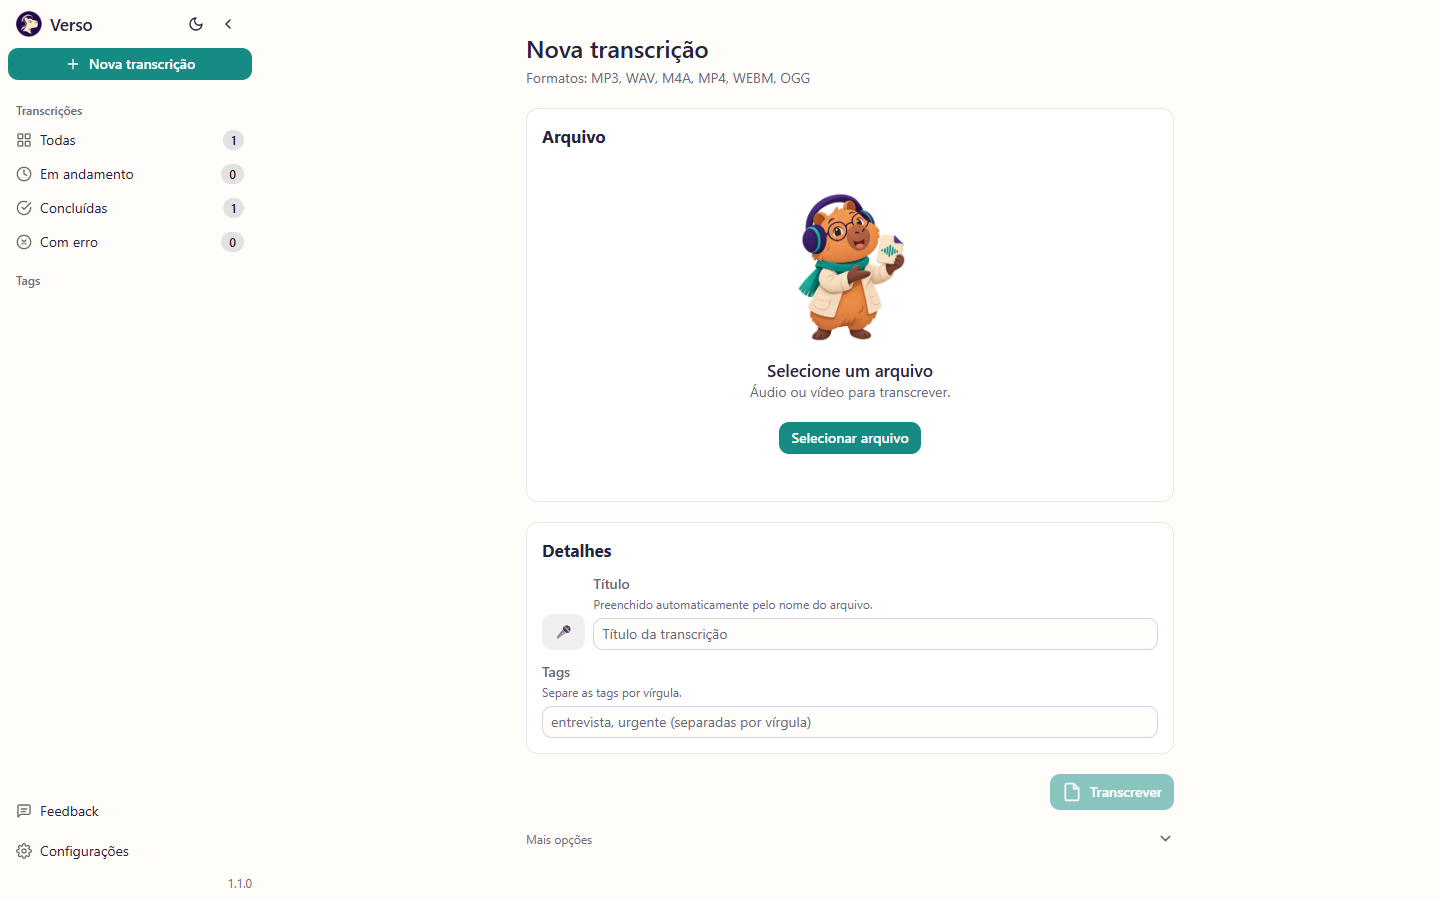 Verso
Nova transcrição
Transcrições
Todas 1
Em andamento 0
Concluídas 1
Com erro 0
Tags
Feedback
Configurações
1.1.0
Nova transcrição
Formatos: MP3, WAV, M4A, MP4, WEBM, OGG
Arquivo
Selecione um arquivo
Áudio ou vídeo para transcrever.
Selecionar arquivo
Detalhes
Título
Preenchido automaticamente pelo nome do arquivo.
Título da transcrição
Tags
Separe as tags por vírgula.
entrevista, urgente (separadas por vírgula)
Transcrever
Mais opções